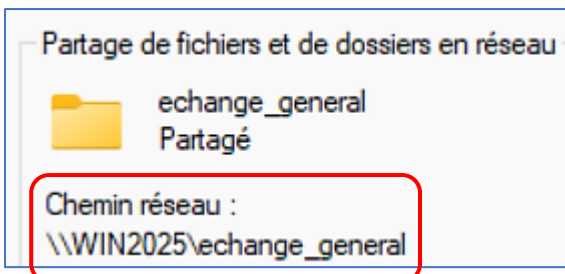 Partage de fichiers et de dossiers en réseau
echange_general
Partagé
Chemin réseau :
\\WIN2025\echange_general